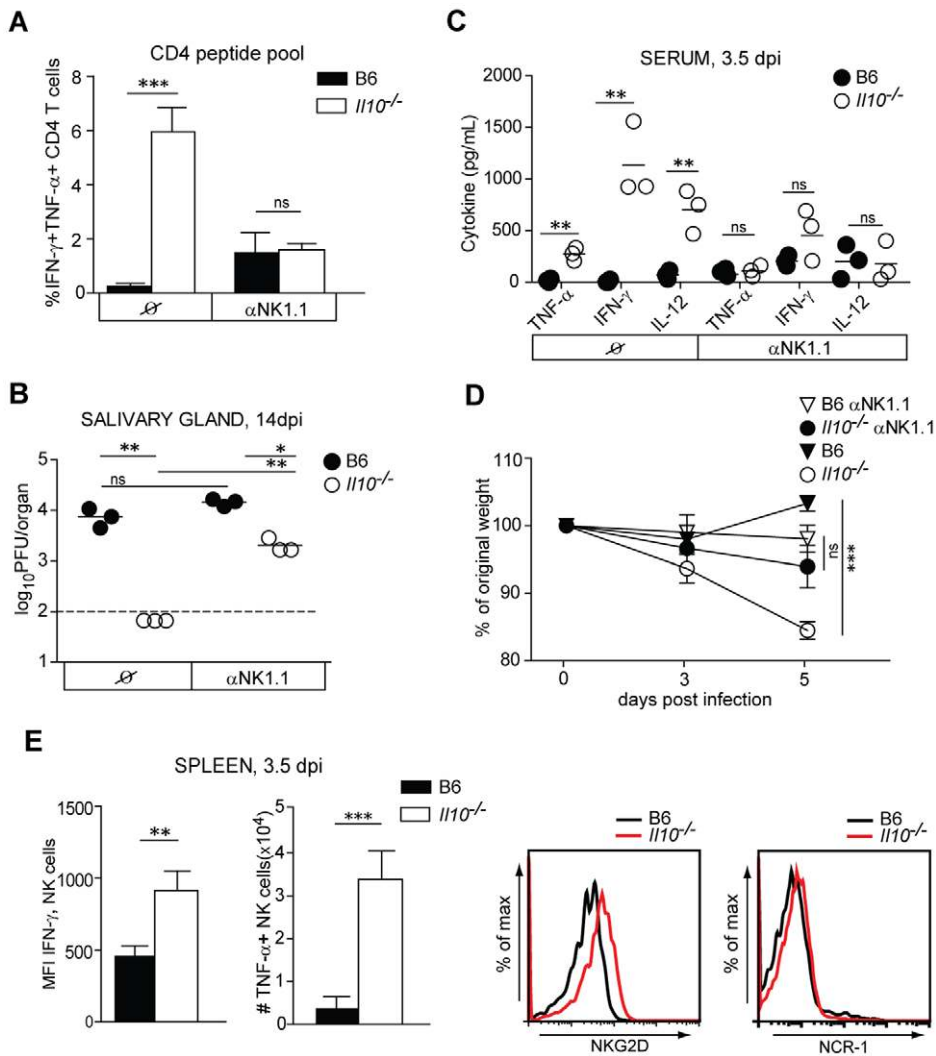 A
CD4 peptide pool
%IFN-γ+TNF-α+ CD4 T cells
8
6
4
2
0
***
ns
B6
Il10-/-
Ø
αNK1.1
B
SALIVARY GLAND, 14dpi
log10PFU/organ
5
4
3
2
1
**
*
**
ns
B6
Il10-/-
Ø
αNK1.1
C
SERUM, 3.5 dpi
Cytokine (pg/mL)
2000
1500
1000
500
0
B6
Il10-/-
**
**
**
ns
ns
ns
TNF-α
IFN-γ
IL-12
TNF-α
IFN-γ
IL-12
Ø
αNK1.1
D
B6 αNK1.1
Il10-/- αNK1.1
B6
Il10-/-
% of original weight
110
100
90
80
ns
***
0
3
5
days post infection
E
SPLEEN, 3.5 dpi
B6
Il10-/-
MFI IFN-γ, NK cells
1500
1000
500
0
**
# TNF-α+ NK cells(x10⁴)
5
4
3
2
1
0
***
B6
Il10-/-
% of max
NKG2D
B6
Il10-/-
% of max
NCR-1